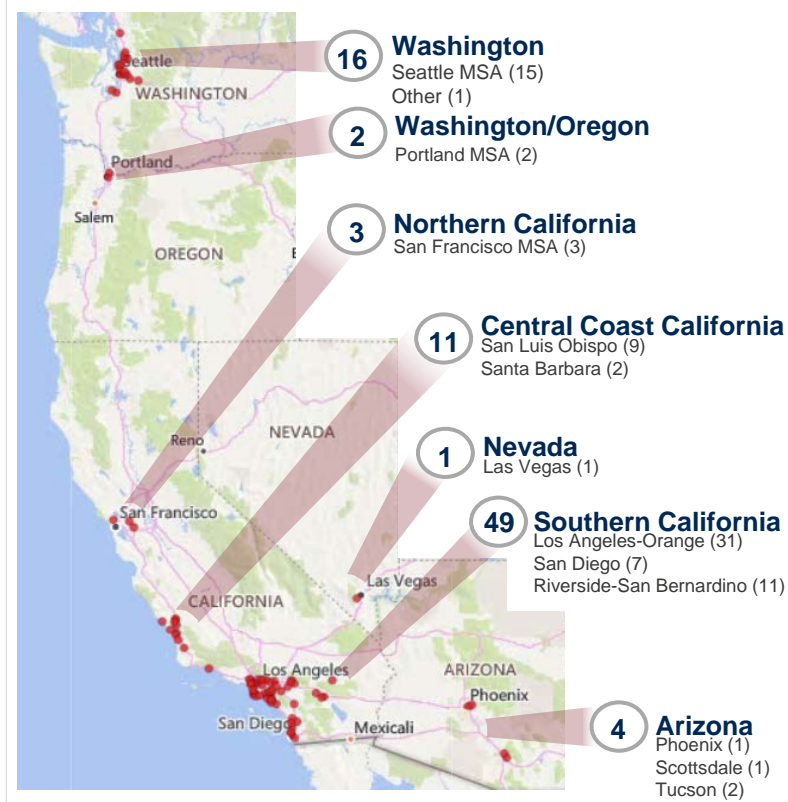 16 Washington
Seattle MSA (15)
Other (1)
2 Washington/Oregon
Portland MSA (2)
3 Northern California
San Francisco MSA (3)
11 Central Coast California
San Luis Obispo (9)
Santa Barbara (2)
1 Nevada
Las Vegas (1)
49 Southern California
Los Angeles-Orange (31)
San Diego (7)
Riverside-San Bernardino (11)
4 Arizona
Phoenix (1)
Scottsdale (1)
Tucson (2)
Seattle
WASHINGTON
Portland
Salem
OREGON
Reno
NEVADA
San Francisco
Las Vegas
CALIFORNIA
Los Angeles
ARIZONA
Phoenix
San Diego
Mexicali